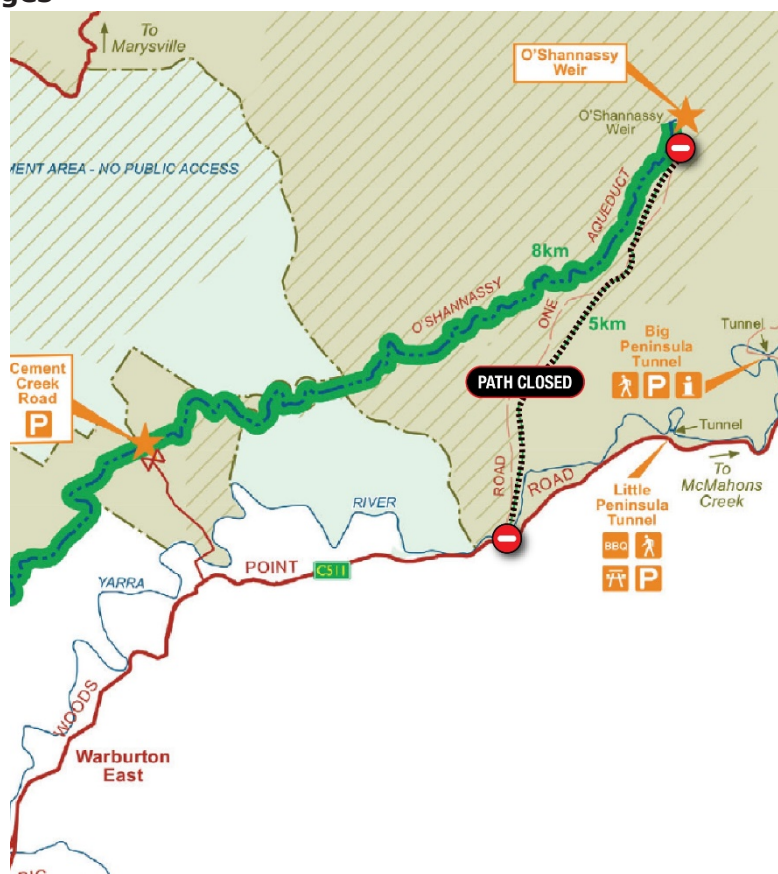 To
Marysville
O'Shannassy
Weir
O'Shannassy
Weir
MENT AREA - NO PUBLIC ACCESS
AQUEDUCT
8km
O'SHANNASSY
ONE
5km
Tunnel
Big
Peninsula
Tunnel
P i
Cement
Creek
Road
P
PATH CLOSED
Tunnel
To
McMahons
Creek
ROAD
ROAD
RIVER
Little
Peninsula
Tunnel
BBQ
P
POINT
C511
YARRA
WOODS
Warburton
East